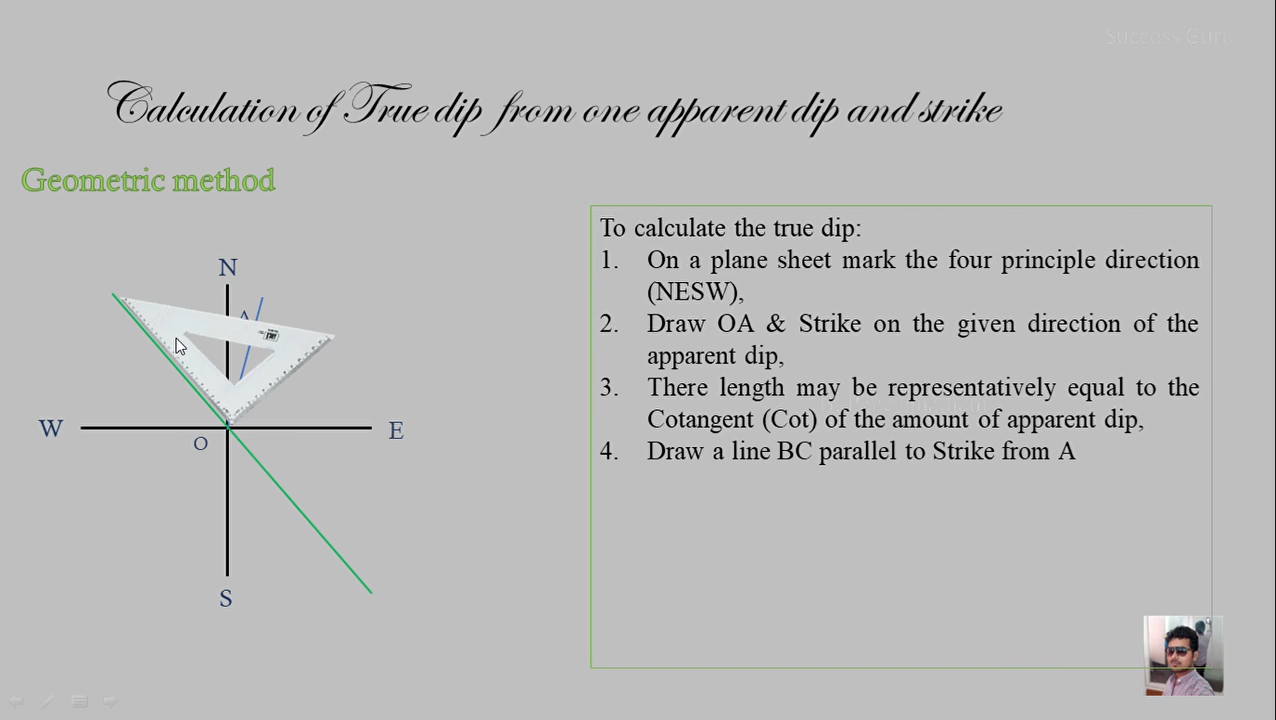 Success Guru
Calculation of True dip from one apparent dip and strike
Geometric method
To calculate the true dip:
1. On a plane sheet mark the four principle direction
(NESW),
2. Draw OA & Strike on the given direction of the
apparent dip,
3. There length may be representatively equal to the
Cotangent (Cot) of the amount of apparent dip,
4. Draw a line BC parallel to Strike from A
N
A
W
E
O
S